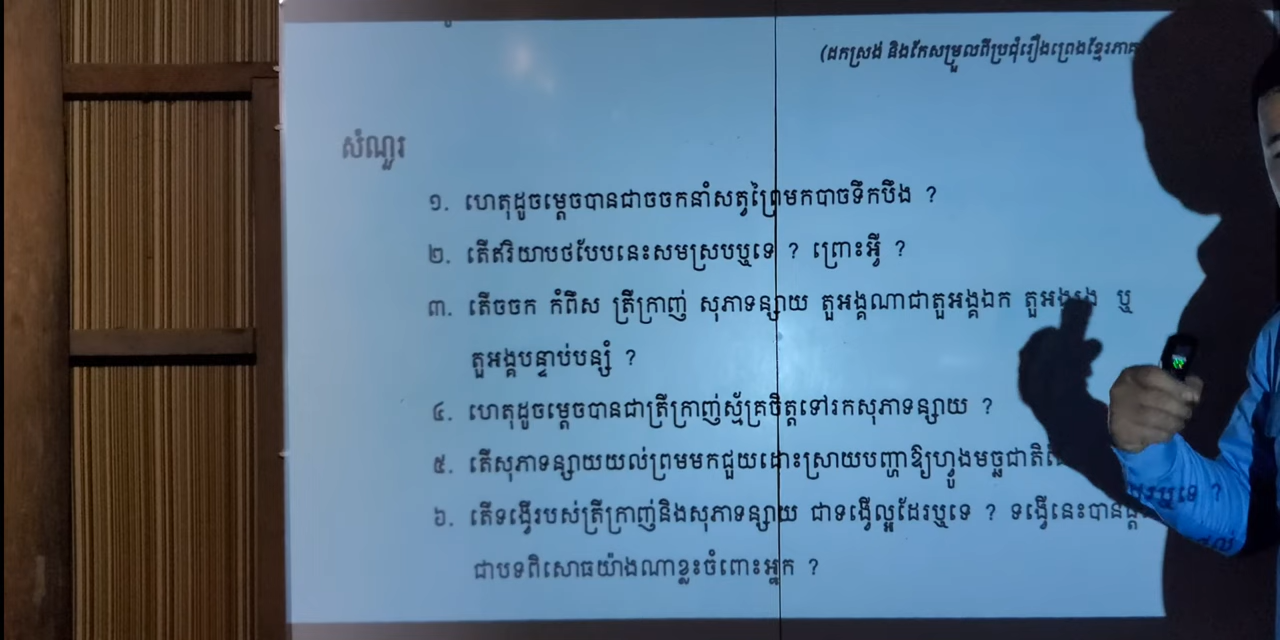 (ដកស្រង់ និងកែសម្រួលពីប្រជុំរឿងព្រេងខ្មែរភាគ
សំណួរ
១. ហេតុដូចម្តេចបានជាចចកនាំសត្វព្រៃមកបាចទឹកបឹង ?
២. តើឥរិយាបថបែបនេះសមស្របឬទេ ? ព្រោះអ្វី ?
៣. តើចចក កំពឹស ត្រីក្រាញ់ សុភាទន្សាយ តួអង្គណាជាតួអង្គឯក តួអង្គរង ឬ
តួអង្គបន្ទាប់បន្សំ ?
៤. ហេតុដូចម្តេចបានជាត្រីក្រាញ់ស្ម័គ្រចិត្តទៅរកសុភាទន្សាយ ?
៥. តើសុភាទន្សាយយល់ព្រមមកជួយដោះស្រាយបញ្ហាឱ្យហ្វូងមច្ឆជាតិដែរឬទេ ?
៦. តើទង្វើរបស់ត្រីក្រាញ់និងសុភាទន្សាយ ជាទង្វើល្អដែរឬទេ ? ទង្វើនេះបានផ្តល់
ជាបទពិសោធយ៉ាងណាខ្លះចំពោះអ្នក ?